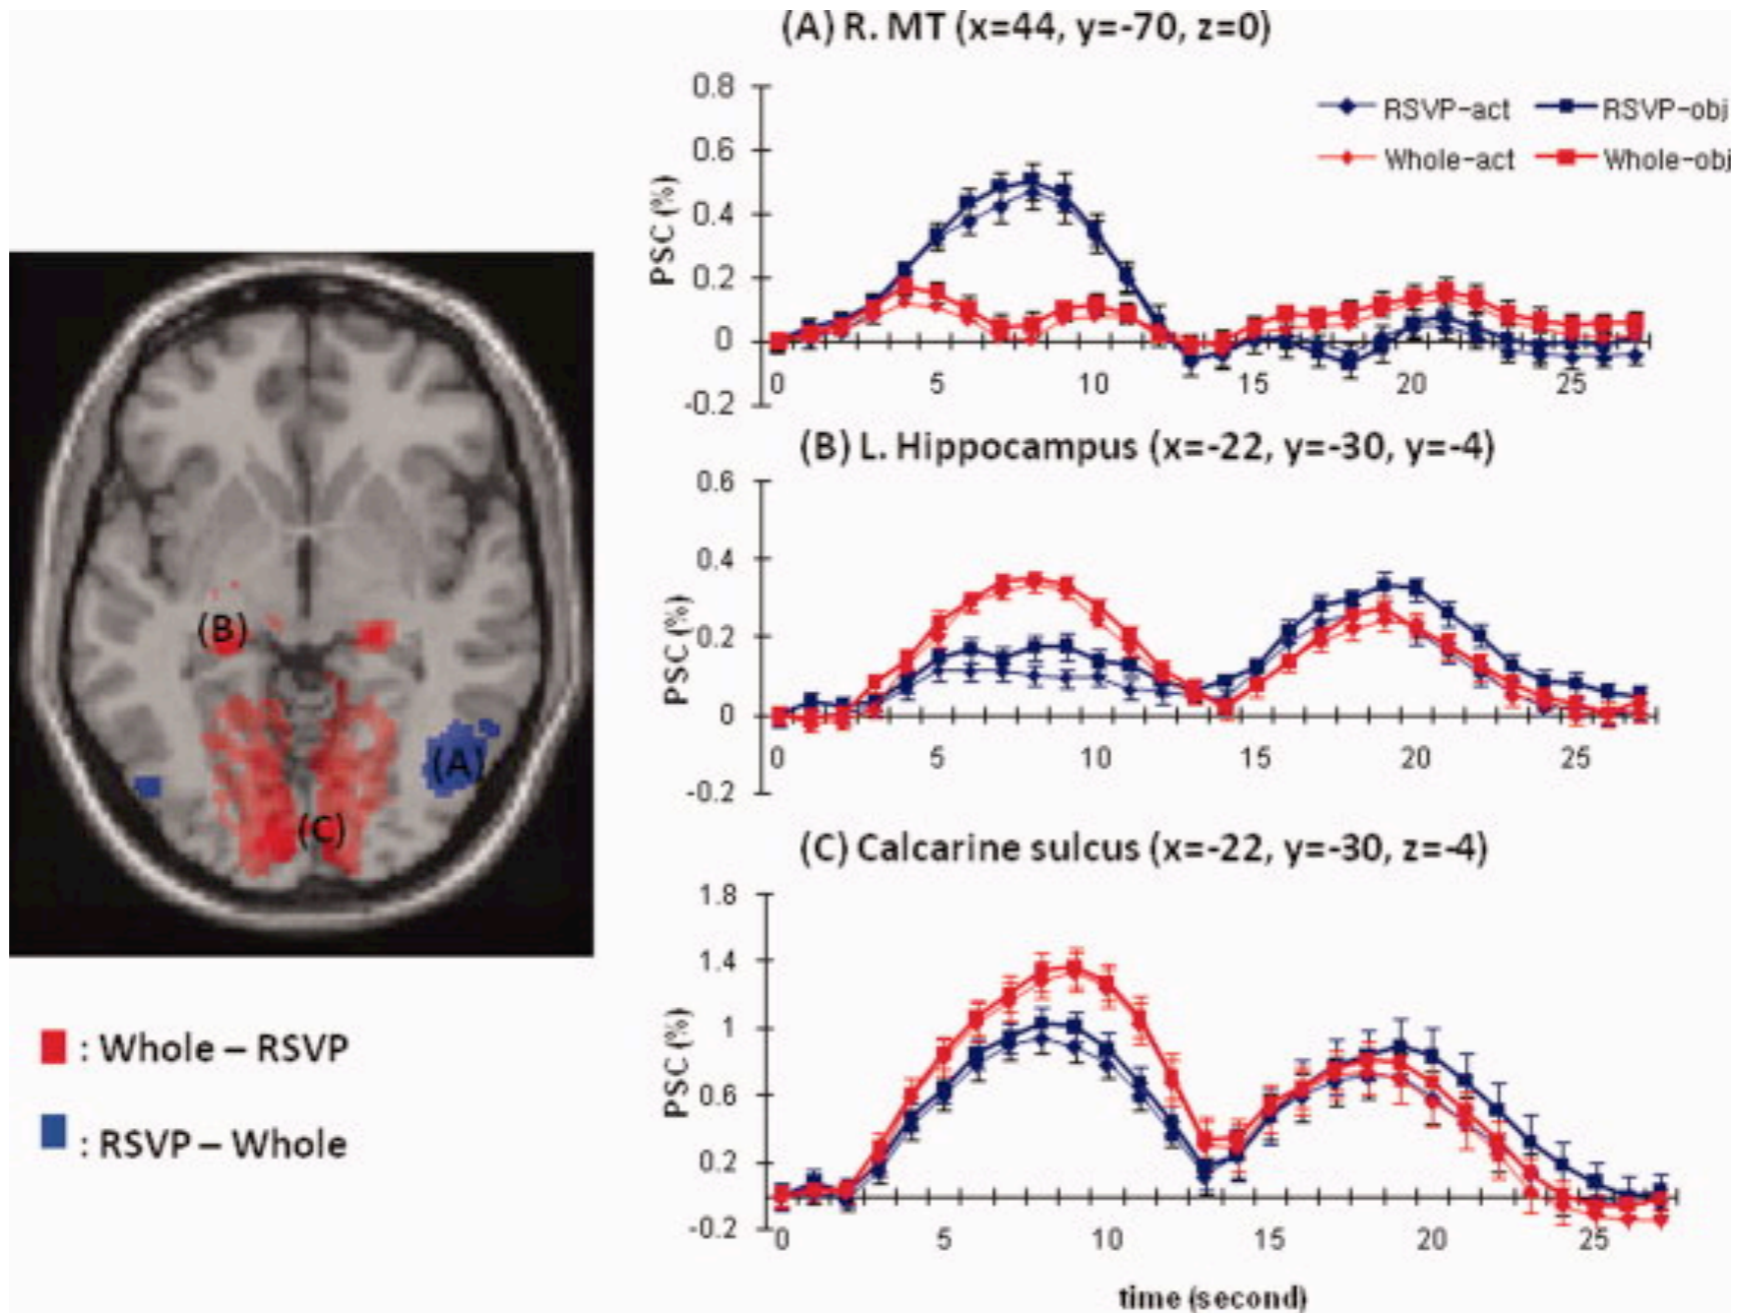 (A) R. MT (x=44, y=-70, z=0)
0.8
0.6
0.4
0.2
0
-0.2
PSC (%)
RSVP-act
RSVP-obj
Whole-act
Whole-obj
0 5 10 15 20 25
(B) L. Hippocampus (x=-22, y=-30, y=-4)
0.6
0.4
0.2
0
-0.2
PSC (%)
0 5 10 15 20 25
(C) Calcarine sulcus (x=-22, y=-30, z=-4)
1.8
1.4
1
0.6
0.2
-0.2
PSC (%)
0 5 10 15 20 25
time (second)
(B)
(A)
(C)
: Whole – RSVP
: RSVP – Whole